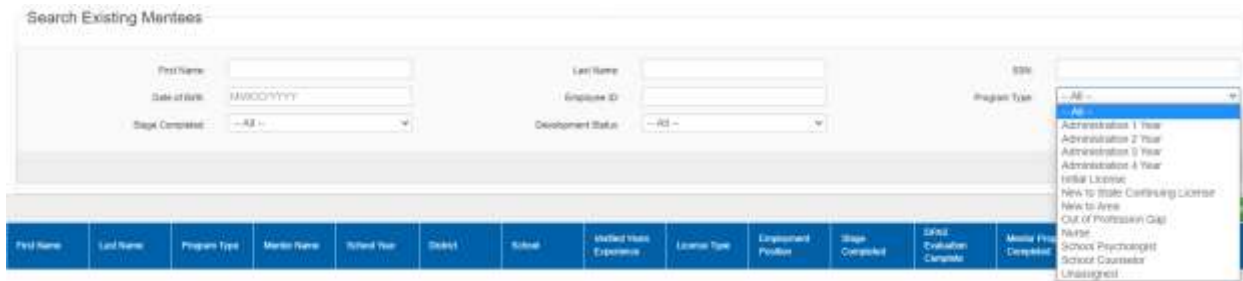 Search Existing Mentees
First Name
Last Name
SSN
Date of Birth MM/DD/YYYY
Employee ID
Program Type -- All --
Stage Completed -- All --
Development Status -- All --
-- All --
Administration 1 Year
Administration 2 Year
Administration 3 Year
Administration 4 Year
Initial License
New to State Continuing License
New to Area
Out of Profession Gap
Nurse
School Psychologist
School Counselor
Unassigned
First Name
Last Name
Program Type
Mentor Name
School Year
District
School
Verified Years
Experience
License Type
Employment
Position
Stage
Completed
Evaluation
Complete
Mentor
Completed